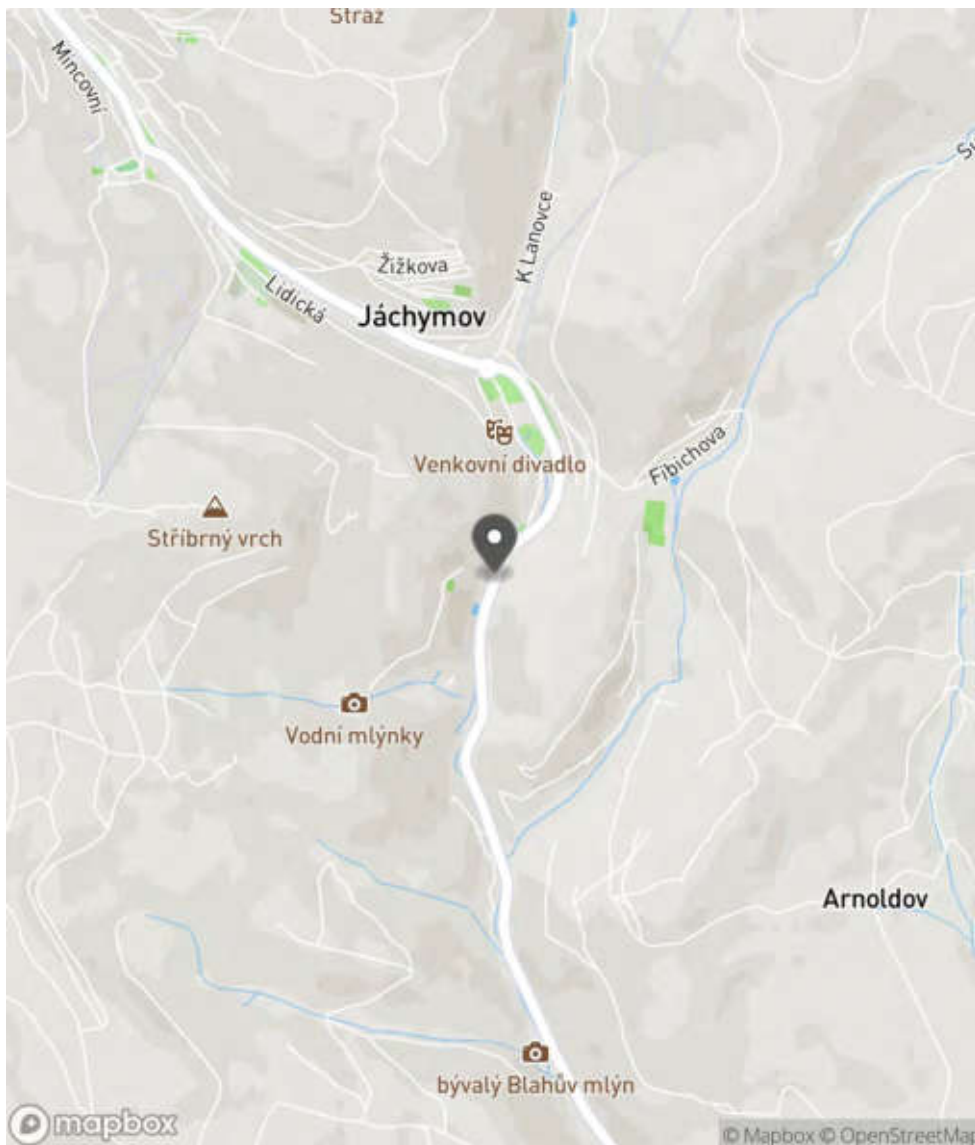 Stráž
Mincovní
K Lanovce
Žižkova
Lidická
Jáchymov
Venkovní divadlo
Fibichova
Stříbrný vrch
Vodní mlýnky
Arnoldov
bývalý Blahův mlýn
mapbox
© Mapbox © OpenStreetMap